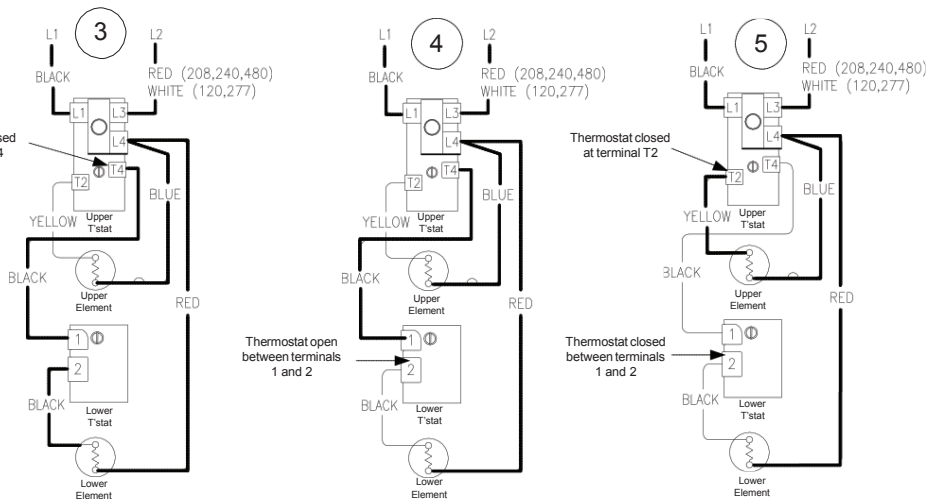 L1
3
L2
BLACK
RED (208,240,480)
WHITE (120,277)
L1
L3
L4
sed
4
T4
T2
BLUE
YELLOW
Upper
T'stat
BLACK
Upper
Element
RED
1
2
BLACK
Lower
T'stat
Lower
Element
L1
4
L2
BLACK
RED (208,240,480)
WHITE (120,277)
L1
L3
L4
T4
T2
BLUE
YELLOW
Upper
T'stat
BLACK
Upper
Element
RED
Thermostat open
between terminals
1 and 2
1
2
BLACK
Lower
T'stat
Lower
Element
L1
5
L2
BLACK
RED (208,240,480)
WHITE (120,277)
L1
L3
L4
Thermostat closed
at terminal T2
T4
T2
BLUE
YELLOW
Upper
T'stat
BLACK
Upper
Element
RED
Thermostat closed
between terminals
1 and 2
1
2
BLACK
Lower
T'stat
Lower
Element